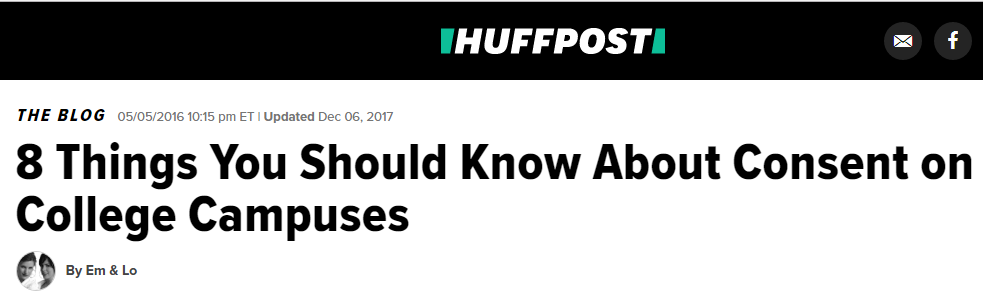 HUFFPOST
THE BLOG 05/05/2016 10:15 pm ET | Updated Dec 06, 2017
8 Things You Should Know About Consent on
College Campuses
By Em & Lo